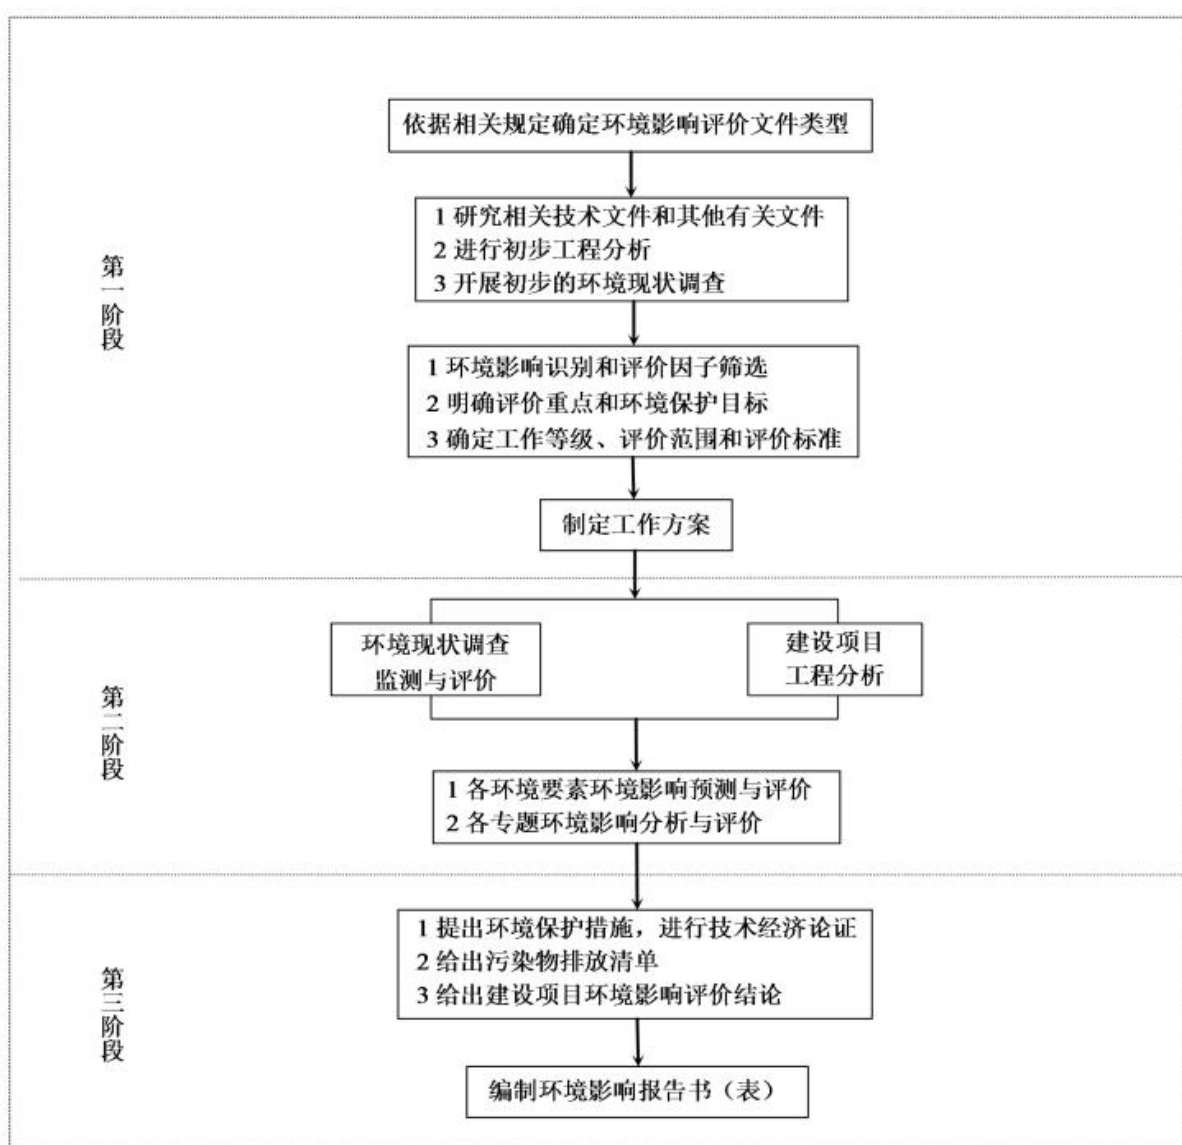 依据相关规定确定环境影响评价文件类型
第一阶段
1 研究相关技术文件和其他有关文件
2 进行初步工程分析
3 开展初步的环境现状调查
1 环境影响识别和评价因子筛选
2 明确评价重点和环境保护目标
3 确定工作等级、评价范围和评价标准
制定工作方案
第二阶段
环境现状调查
监测与评价
建设项目
工程分析
1 各环境要素环境影响预测与评价
2 各专题环境影响分析与评价
第三阶段
1 提出环境保护措施，进行技术经济论证
2 给出污染物排放清单
3 给出建设项目环境影响评价结论
编制环境影响报告书（表）